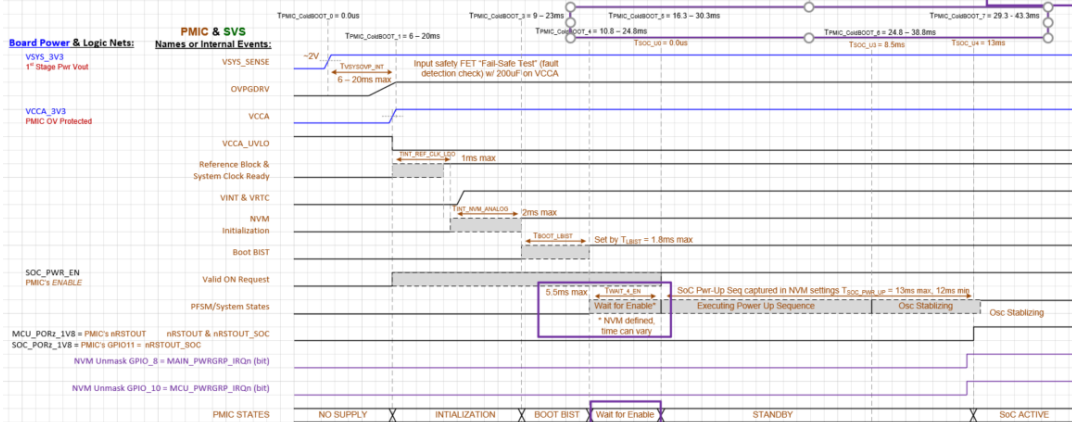 TPMIC_ColdBOOT_0 = 0.0us
TPMIC_ColdBOOT_3 = 9 – 23ms
TPMIC_ColdBOOT_5 = 16.3 - 30.3ms
TPMIC_ColdBOOT_7 = 29.3 - 43.3ms
TPMIC_ColdBOOT_1 = 6 – 20ms
TPMIC_ColdBOOT_4 = 10.8 – 24.8ms
TPMIC_ColdBOOT_6 = 24.8 – 38.8ms
TSOC_U0 = 0.0us
TSOC_U3 = 8.5ms
TSOC_U4 = 13ms
PMIC & SVS
Board Power & Logic Nets:
Names or Internal Events:
VSYS_3V3
1st Stage Pwr Vout
VSYS_SENSE
~2V
TVSYSOVP_INT
6 – 20ms max
Input safety FET "Fail-Safe Test" (fault
detection check) w/ 200uF on VCCA
OVPGDRV
VCCA_3V3
PMIC OV Protected
VCCA
VCCA_UVLO
TINT_REF_CLK_LDO
1ms max
Reference Block &
System Clock Ready
VINT & VRTC
TINT_NVM_ANALOG
2ms max
NVM
Initialization
TBOOT_LBIST
Set by TLBIST = 1.8ms max
Boot BIST
SOC_PWR_EN
PMIC's ENABLE
Valid ON Request
5.5ms max
TWAIT_4_EN
SoC Pwr-Up Seq captured in NVM settings TSOC_PWR_UP = 13ms max, 12ms min
PFSM/System States
Wait for Enable*
Executing Power Up Sequence
Osc Stablizing
Osc Stablizing
* NVM defined,
time can vary
MCU_PORz_1V8 = PMIC's nRSTOUT
nRSTOUT & nRSTOUT_SOC
SOC_PORz_1V8 = PMIC's GPIO11 = nRSTOUT_SOC
NVM Unmask GPIO_8 = MAIN_PWRGRP_IRQn (bit)
NVM Unmask GPIO_10 = MCU_PWRGRP_IRQn (bit)
PMIC STATES
NO SUPPLY
INTIALIZATION
BOOT BIST
Wait for Enable
STANDBY
SoC ACTIVE